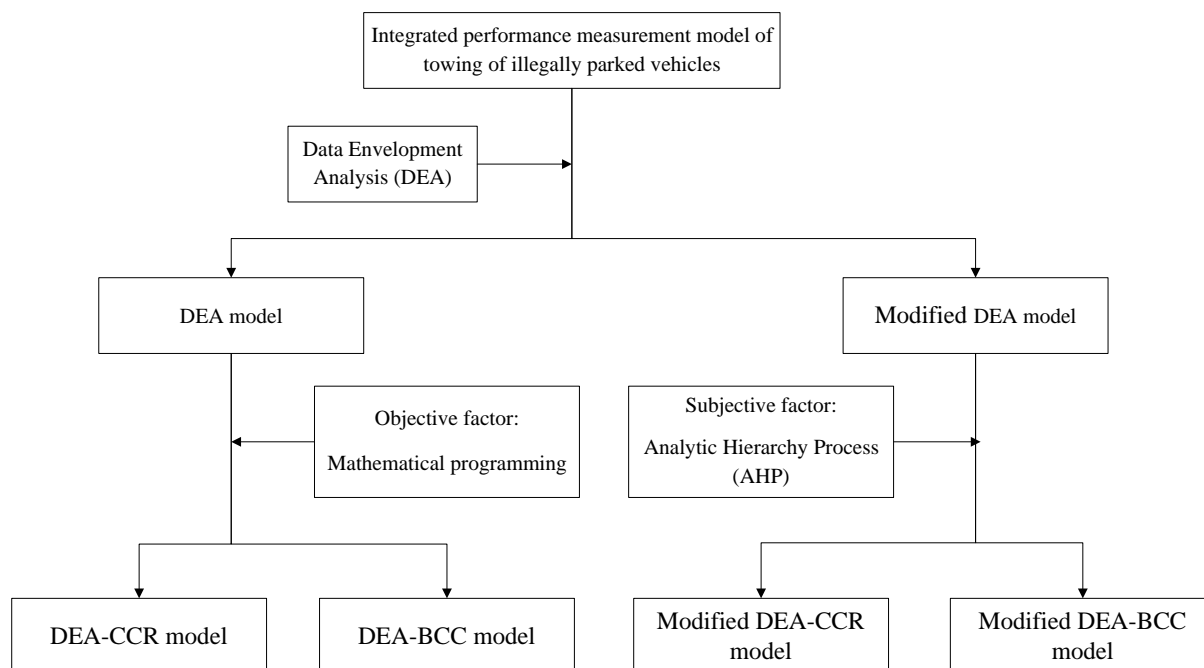 Integrated performance measurement model of
towing of illegally parked vehicles
Data Envelopment
Analysis (DEA)
DEA model
Modified DEA model
Objective factor:
Mathematical programming
Subjective factor:
Analytic Hierarchy Process
(AHP)
DEA-CCR model
DEA-BCC model
Modified DEA-CCR
model
Modified DEA-BCC
model